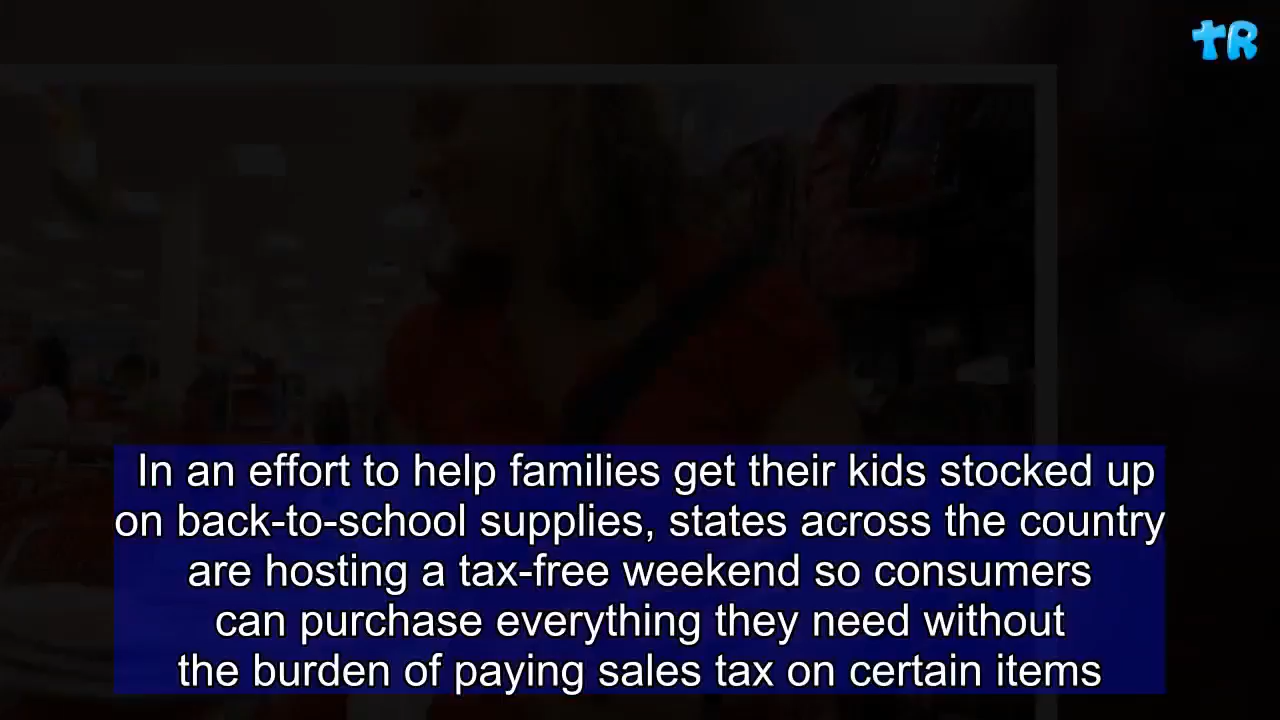 TR
In an effort to help families get their kids stocked up
on back-to-school supplies, states across the country
are hosting a tax-free weekend so consumers
can purchase everything they need without
the burden of paying sales tax on certain items